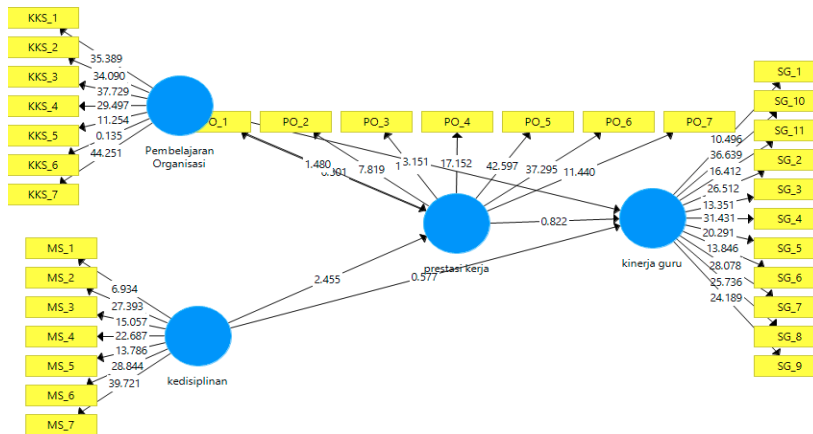 KKS_1
KKS_2
KKS_3
KKS_4
KKS_5
KKS_6
KKS_7
35.389
34.090
37.729
29.497
11.254
0.135
44.251
Pembelajaran
Organisasi
O_1
PO_2
PO_3
PO_4
PO_5
PO_6
PO_7
1.480
7.819
3.151
17.152
42.597
37.295
11.440
prestasi kerja
0.822
2.455
0.577
MS_1
MS_2
MS_3
MS_4
MS_5
MS_6
MS_7
6.934
27.393
15.057
22.687
13.786
28.844
39.721
kedisiplinan
kinerja guru
10.496
36.639
16.412
26.512
13.351
31.431
20.291
13.846
28.078
25.736
24.189
SG_1
SG_10
SG_11
SG_2
SG_3
SG_4
SG_5
SG_6
SG_7
SG_8
SG_9